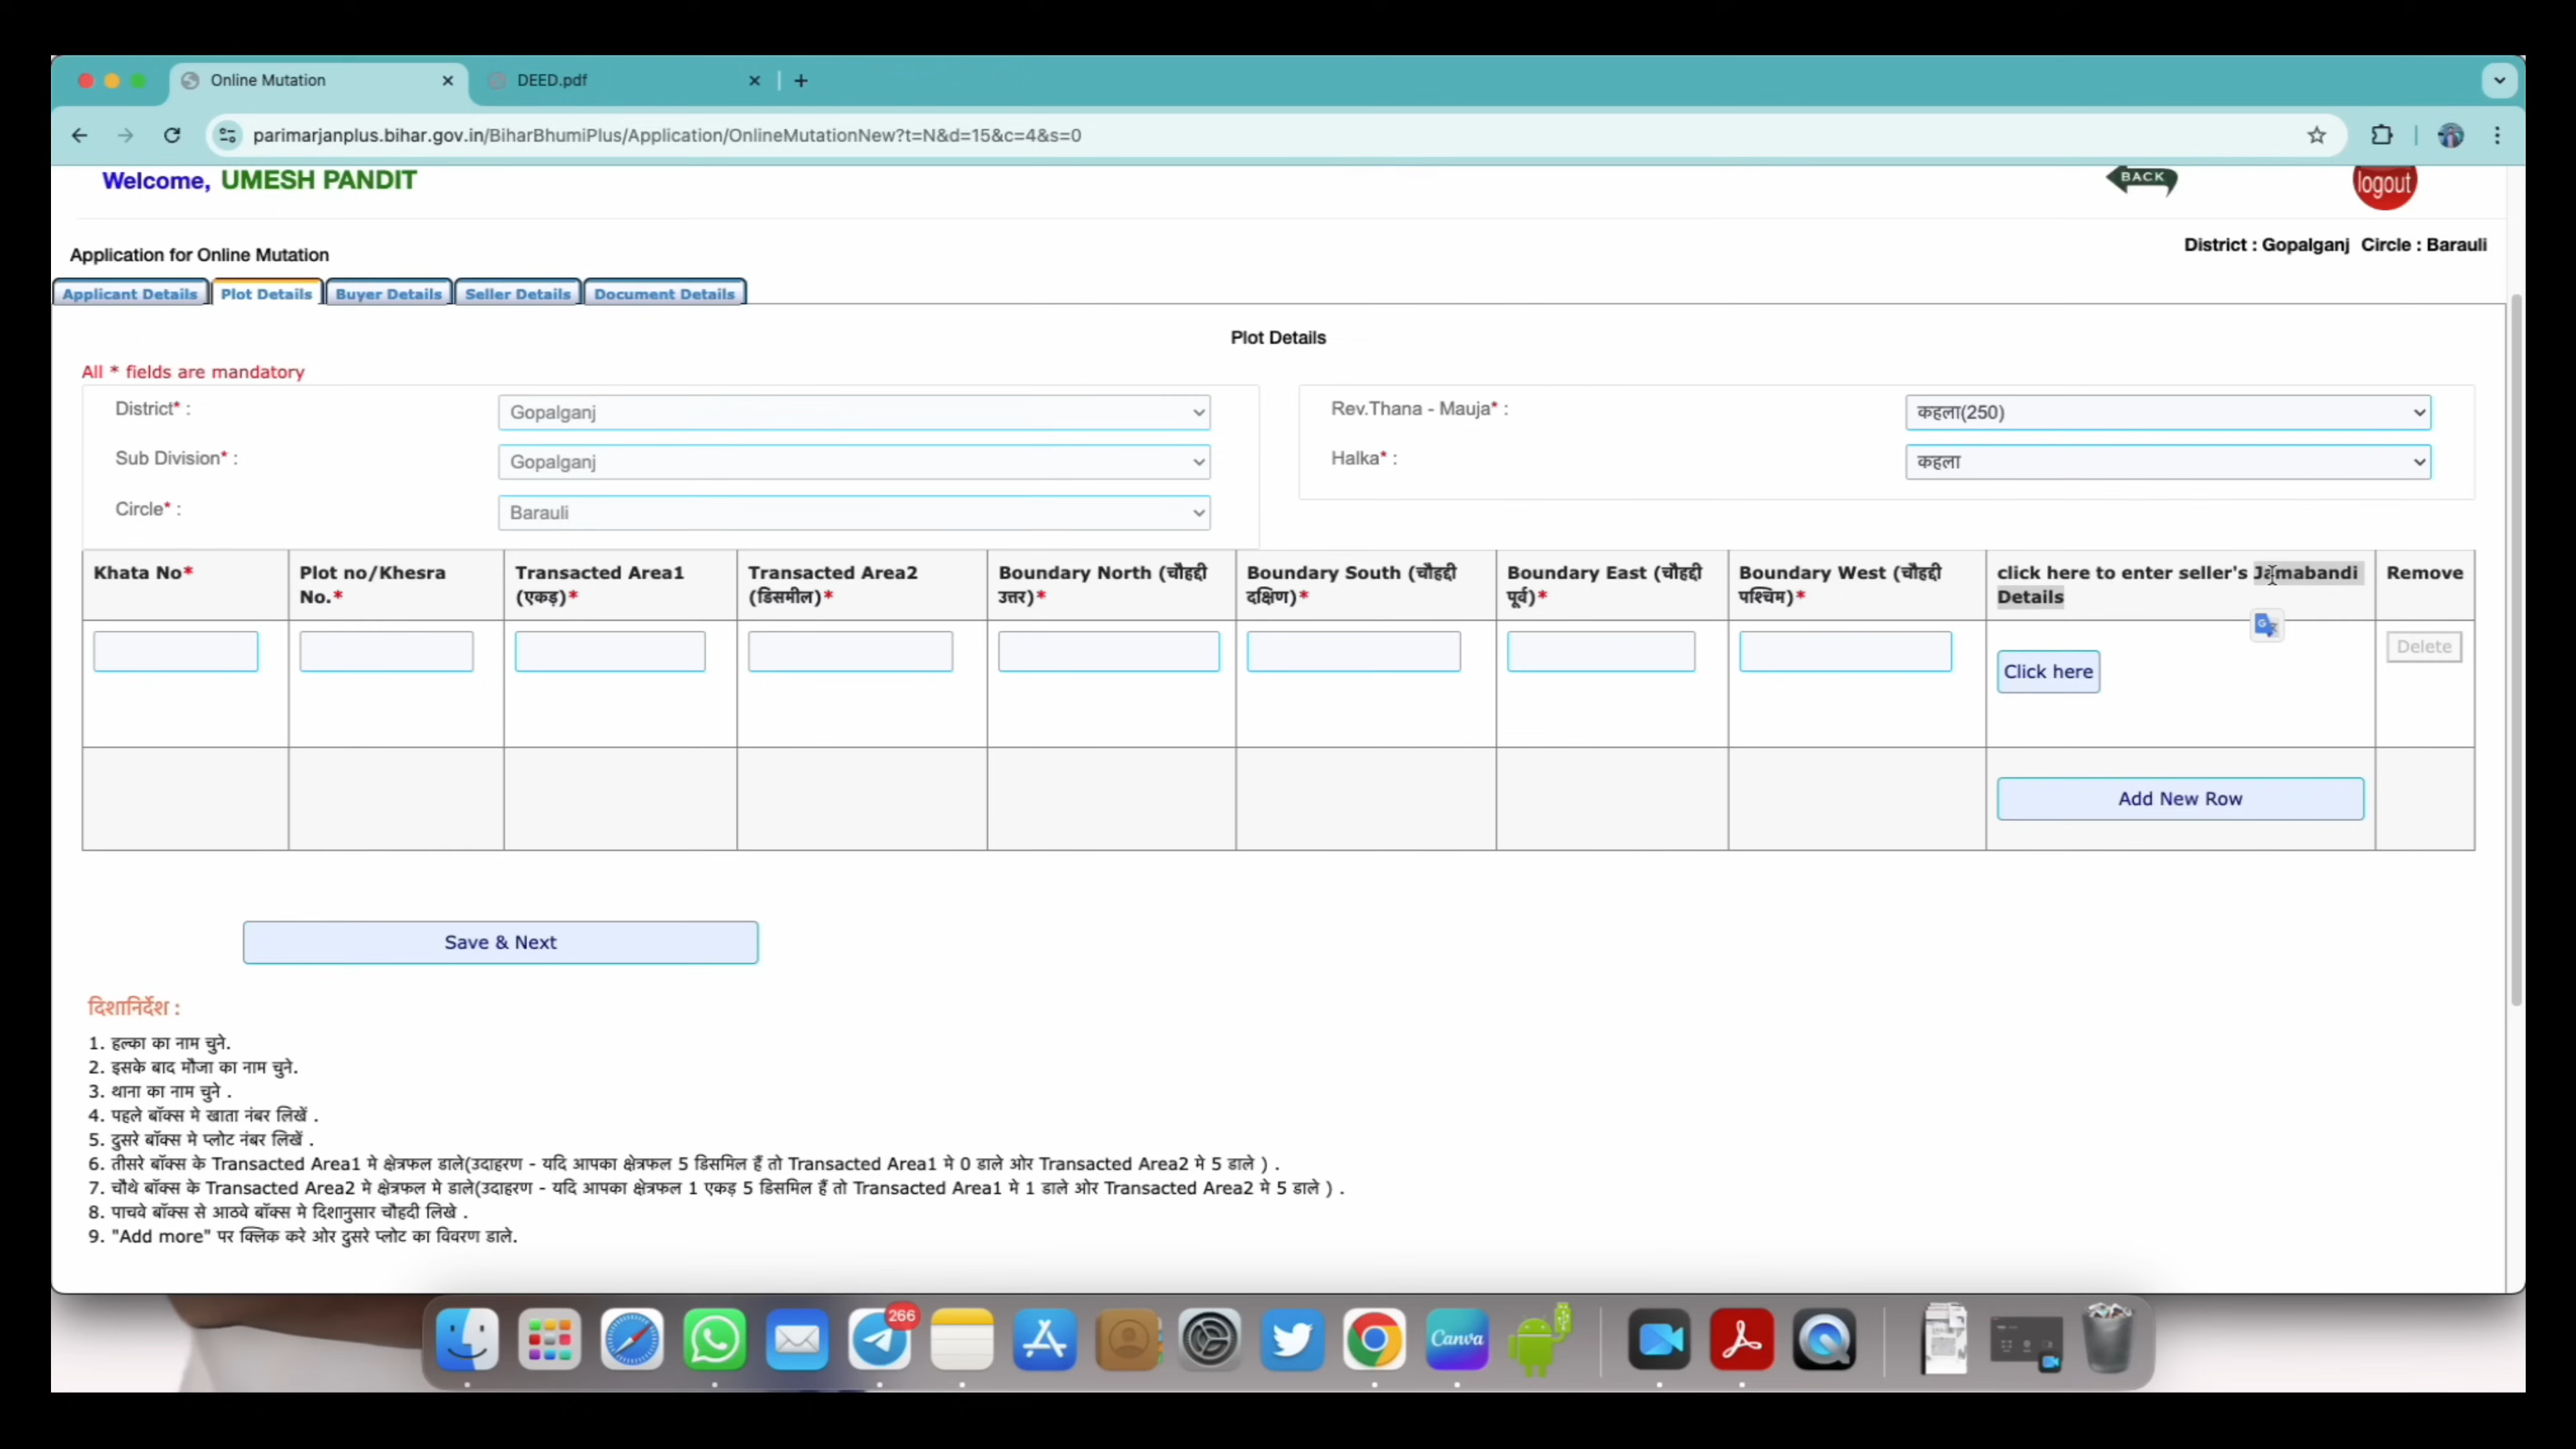 Online Mutation
DEED.pdf
parimarjanplus.bihar.gov.in/BiharBhumiPlus/Application/OnlineMutationNew?t=N&d=15&c=4&s=0
Welcome, UMESH PANDIT
BACK
logout
Application for Online Mutation
District : Gopalganj Circle : Barauli
Applicant Details Plot Details Buyer Details Seller Details Document Details
Plot Details
All * fields are mandatory
District* : Gopalganj
Rev.Thana - Mauja* : कहला(250)
Sub Division* : Gopalganj
Halka* : कहला
Circle* : Barauli
Khata No*
Plot no/Khesra
No.*
Transacted Area1
(एकड़)*
Transacted Area2
(डिसमील)*
Boundary North (चौहद्दी
उत्तर)*
Boundary South (चौहद्दी
दक्षिण)*
Boundary East (चौहद्दी
पूर्व)*
Boundary West (चौहद्दी
पश्चिम)*
click here to enter seller's Jamabandi
Details
Remove
Click here
Delete
Add New Row
Save & Next
दिशानिर्देश :
1. हल्का का नाम चुने.
2. इसके बाद मौजा का नाम चुने.
3. थाना का नाम चुने .
4. पहले बॉक्स मे खाता नंबर लिखें .
5. दुसरे बॉक्स मे प्लोट नंबर लिखें .
6. तीसरे बॉक्स के Transacted Area1 मे क्षेत्रफल डाले(उदाहरण - यदि आपका क्षेत्रफल 5 डिसमिल हैं तो Transacted Area1 मे 0 डाले ओर Transacted Area2 मे 5 डाले ) .
7. चौथे बॉक्स के Transacted Area2 मे क्षेत्रफल मे डाले(उदाहरण - यदि आपका क्षेत्रफल 1 एकड़ 5 डिसमिल हैं तो Transacted Area1 मे 1 डाले ओर Transacted Area2 मे 5 डाले ) .
8. पाचवे बॉक्स से आठवे बॉक्स मे दिशानुसार चौहदी लिखे .
9. "Add more" पर क्लिक करे ओर दुसरे प्लोट का विवरण डाले.
266
Canva